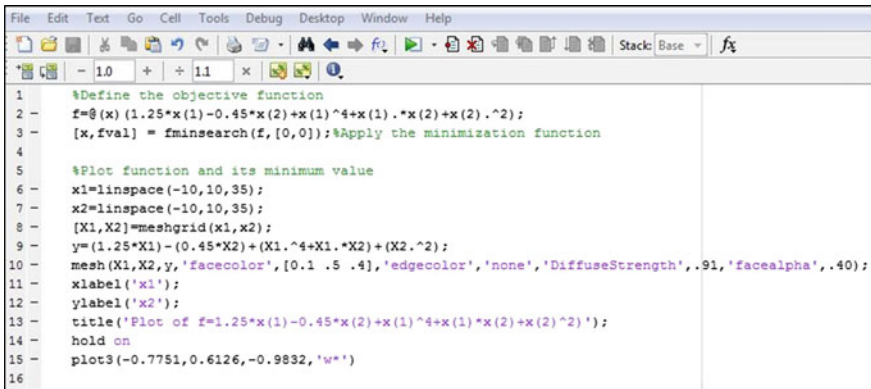 File Edit Text Go Cell Tools Debug Desktop Window Help
Stack: Base fx
- 1.0 + ÷ 1.1 ×
1 %Define the objective function
2 - f=@(x)(1.25*x(1)-0.45*x(2)+x(1)^4+x(1).*x(2)+x(2).^2);
3 - [x,fval] = fminsearch(f,[0,0]);%Apply the minimization function
4
5 %Plot function and its minimum value
6 - x1=linspace(-10,10,35);
7 - x2=linspace(-10,10,35);
8 - [X1,X2]=meshgrid(x1,x2);
9 - y=(1.25*X1)-(0.45*X2)+(X1.^4+X1.*X2)+(X2.^2);
10 - mesh(X1,X2,y,'facecolor',[0.1 .5 .4],'edgecolor','none','DiffuseStrength',.91,'facealpha',.40);
11 - xlabel('x1');
12 - ylabel('x2');
13 - title('Plot of f=1.25*x(1)-0.45*x(2)+x(1)^4+x(1)*x(2)+x(2)^2)');
14 - hold on
15 - plot3(-0.7751,0.6126,-0.9832,'w*')
16